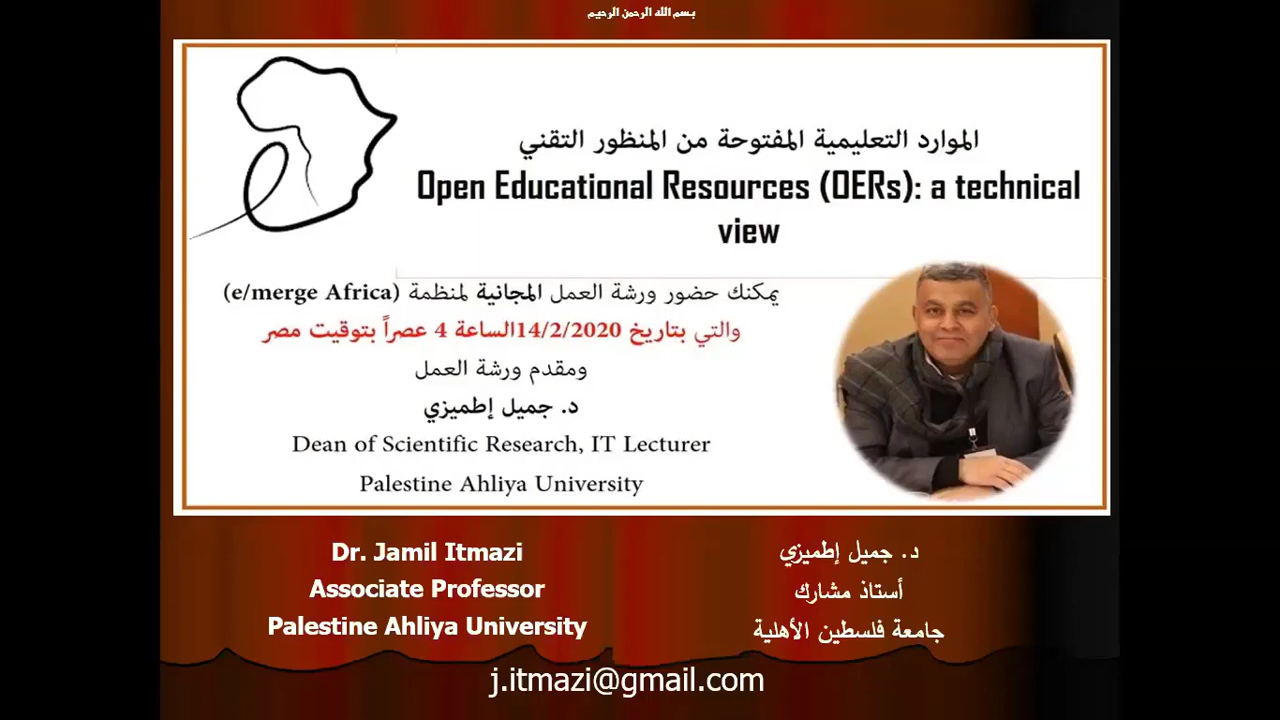 بسم الله الرحمن الرحيم
الموارد التعليمية المفتوحة من المنظور التقني
Open Educational Resources (OERs): a technical
view
يمكنك حضور ورشة العمل المجانية لمنظمة (e/merge Africa)
والتي بتاريخ 14/2/2020الساعة 4 عصراً بتوقيت مصر
ومقدم ورشة العمل
د. جميل إطميزي
Dean of Scientific Research, IT Lecturer
Palestine Ahliya University
Dr. Jamil Itmazi
Associate Professor
Palestine Ahliya University
د. جميل إطميزي
أستاذ مشارك
جامعة فلسطين الأهلية
j.itmazi@gmail.com